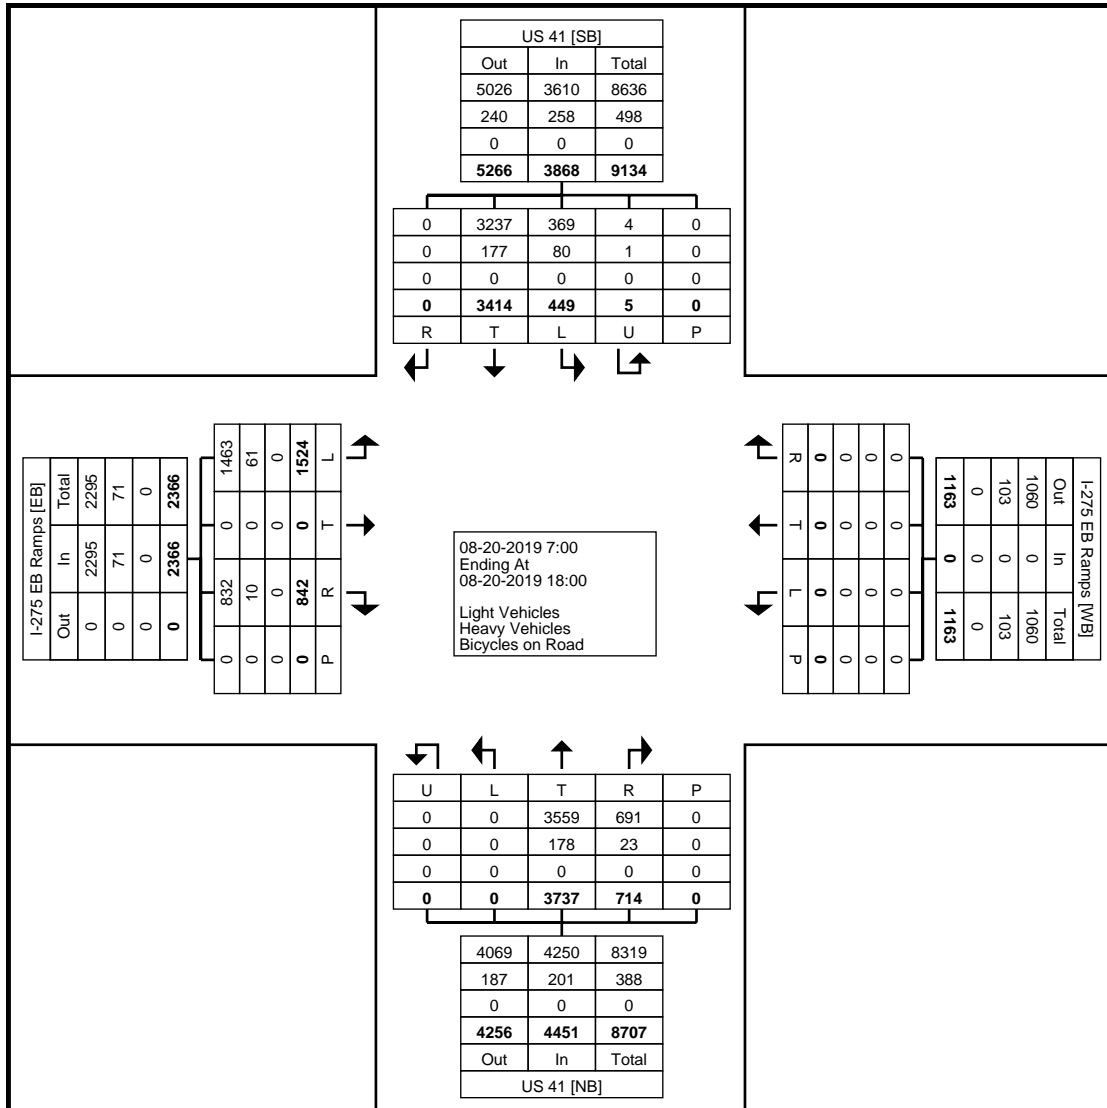 US 41 [SB]
Out In Total
5026 3610 8636
240 258 498
0 0 0
5266 3868 9134
0 3237 369 4 0
0 177 80 1 0
0 0 0 0 0
0 3414 449 5 0
R T L U P
I-275 EB Ramps [EB]
Total In Out
2295 2295 0
71 71 0
0 0 0
2366 2366 0
1463 0 832 0
61 0 10 0
0 0 0 0
1524 0 842 0
L T R P
08-20-2019 7:00
Ending At
08-20-2019 18:00
Light Vehicles
Heavy Vehicles
Bicycles on Road
R T L P
0 0 0 0
0 0 0 0
0 0 0 0
0 0 0 0
I-275 EB Ramps [WB]
Out In Total
1060 0 1060
103 0 103
0 0 0
1163 0 1163
U L T R P
0 0 3559 691 0
0 0 178 23 0
0 0 0 0 0
0 0 3737 714 0
4069 4250 8319
187 201 388
0 0 0
4256 4451 8707
Out In Total
US 41 [NB]